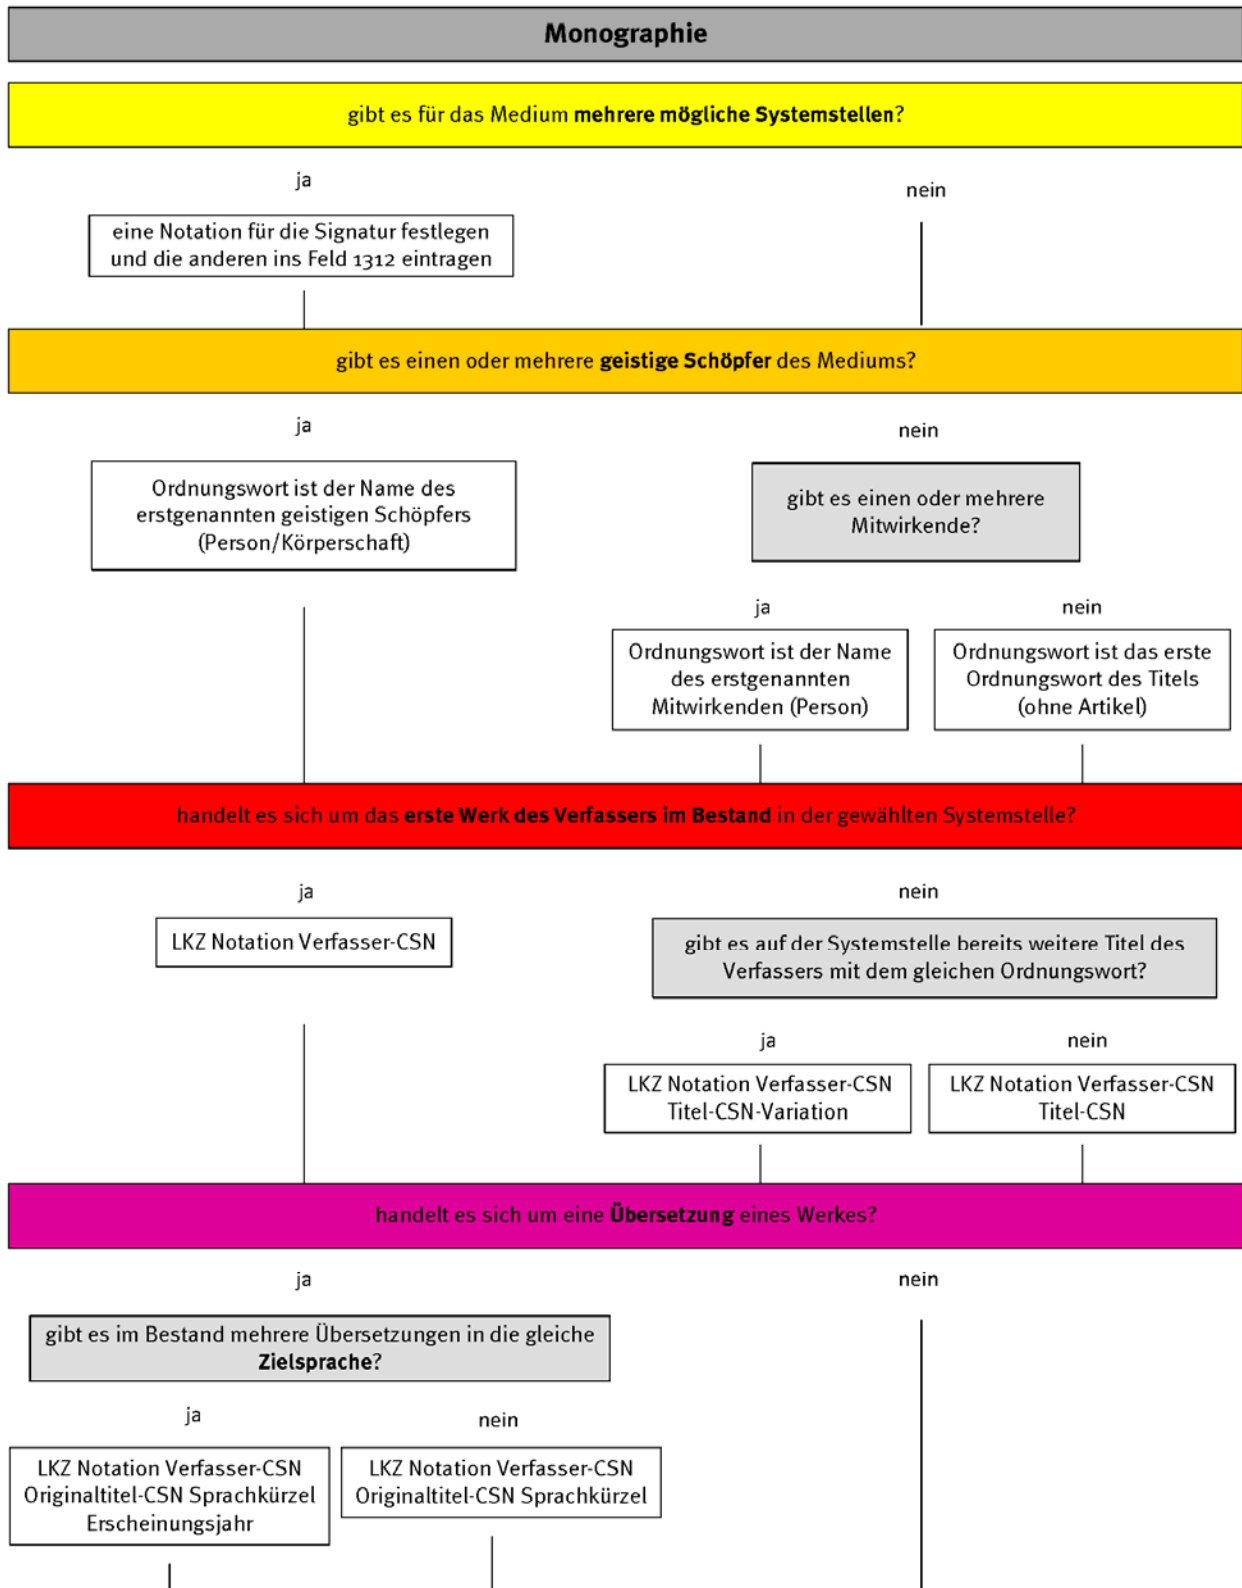 Monographie
gibt es für das Medium mehrere mögliche Systemstellen?
ja
nein
eine Notation für die Signatur festlegen
und die anderen ins Feld 1312 eintragen
gibt es einen oder mehrere geistige Schöpfer des Mediums?
ja
nein
Ordnungswort ist der Name des
erstgenannten geistigen Schöpfers
(Person/Körperschaft)
gibt es einen oder mehrere
Mitwirkende?
ja
nein
Ordnungswort ist der Name
des erstgenannten
Mitwirkenden (Person)
Ordnungswort ist das erste
Ordnungswort des Titels
(ohne Artikel)
handelt es sich um das erste Werk des Verfassers im Bestand in der gewählten Systemstelle?
ja
nein
LKZ Notation Verfasser-CSN
gibt es auf der Systemstelle bereits weitere Titel des
Verfassers mit dem gleichen Ordnungswort?
ja
nein
LKZ Notation Verfasser-CSN
Titel-CSN-Variation
LKZ Notation Verfasser-CSN
Titel-CSN
handelt es sich um eine Übersetzung eines Werkes?
ja
nein
gibt es im Bestand mehrere Übersetzungen in die gleiche
Zielsprache?
ja
nein
LKZ Notation Verfasser-CSN
Originaltitel-CSN Sprachkürzel
Erscheinungsjahr
LKZ Notation Verfasser-CSN
Originaltitel-CSN Sprachkürzel